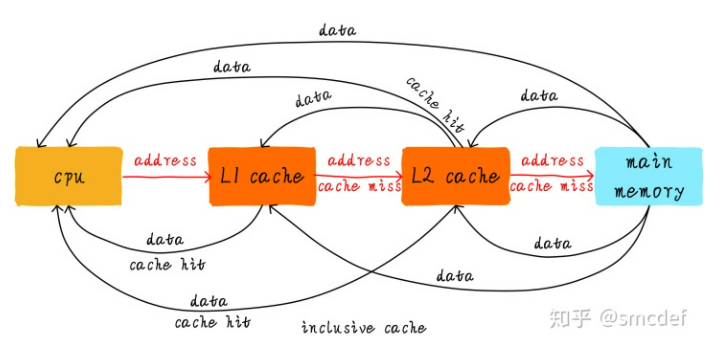 data
data
cache hit
data
data
cpu
address
L1 cache
address
cache miss
L2 cache
address
cache miss
main
memory
data
cache hit
data
data
data
cache hit
inclusive cache
知乎 @smcdef